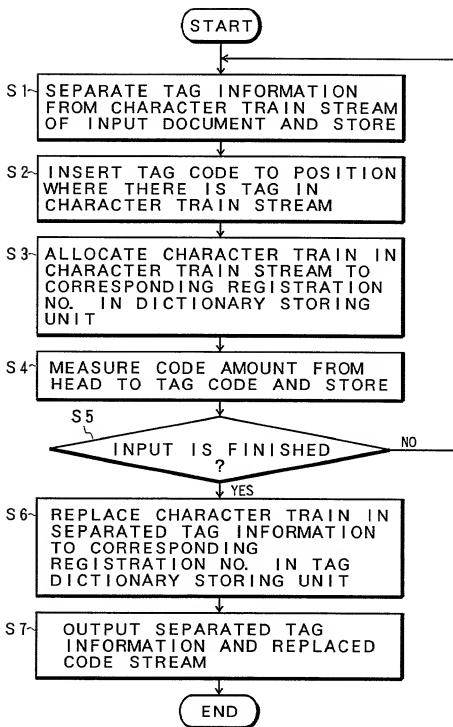 START
S1 SEPARATE TAG INFORMATION
FROM CHARACTER TRAIN STREAM
OF INPUT DOCUMENT AND STORE
S2 INSERT TAG CODE TO POSITION
WHERE THERE IS TAG IN
CHARACTER TRAIN STREAM
S3 ALLOCATE CHARACTER TRAIN IN
CHARACTER TRAIN STREAM TO
CORRESPONDING REGISTRATION
NO. IN DICTIONARY STORING
UNIT
S4 MEASURE CODE AMOUNT FROM
HEAD TO TAG CODE AND STORE
S5
INPUT IS FINISHED
?
NO
YES
S6 REPLACE CHARACTER TRAIN IN
SEPARATED TAG INFORMATION
TO CORRESPONDING
REGISTRATION NO. IN TAG
DICTIONARY STORING UNIT
S7 OUTPUT SEPARATED TAG
INFORMATION AND REPLACED
CODE STREAM
END